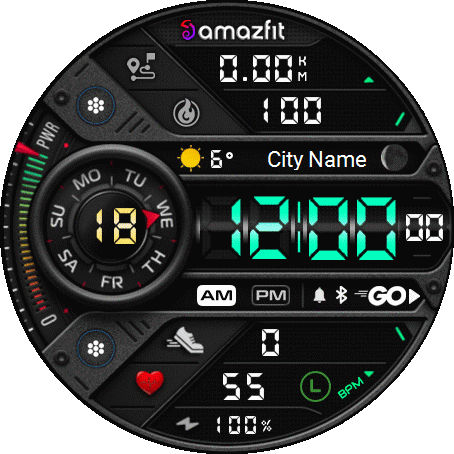 amazfit
0.00 KM
100
PWR
6° City Name
MO TU WE TH FR SA SU
18
12:00 00
AM PM GO
0
0
55 L BPM
100%